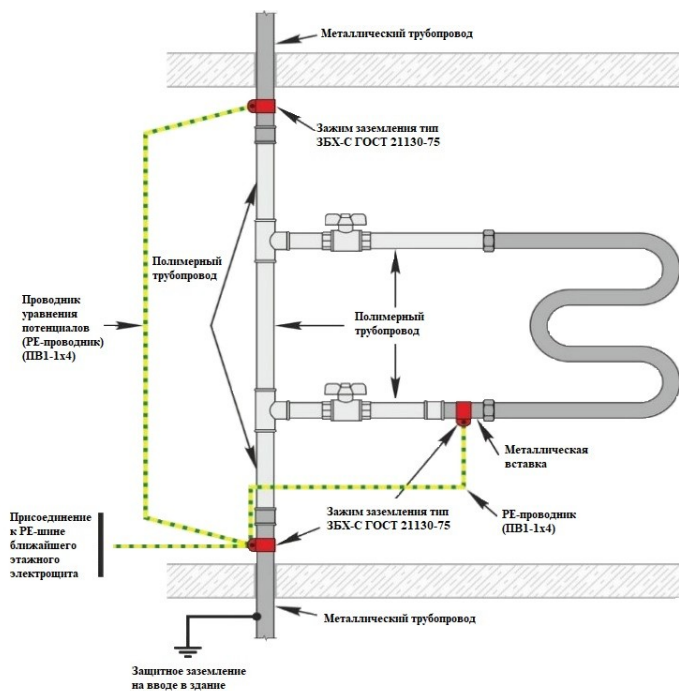 Металлический трубопровод
Зажим заземления тип
ЗБХ-С ГОСТ 21130-75
Полимерный
трубопровод
Проводник
уравнения
потенциалов
(PE-проводник)
(ПВ1-1х4)
Полимерный
трубопровод
Металлическая
вставка
Зажим заземления тип
ЗБХ-С ГОСТ 21130-75
PE-проводник
(ПВ1-1х4)
Присоединение
к PE-шине
ближайшего
этажного
электрощита
Металлический трубопровод
Защитное заземление
на вводе в здание